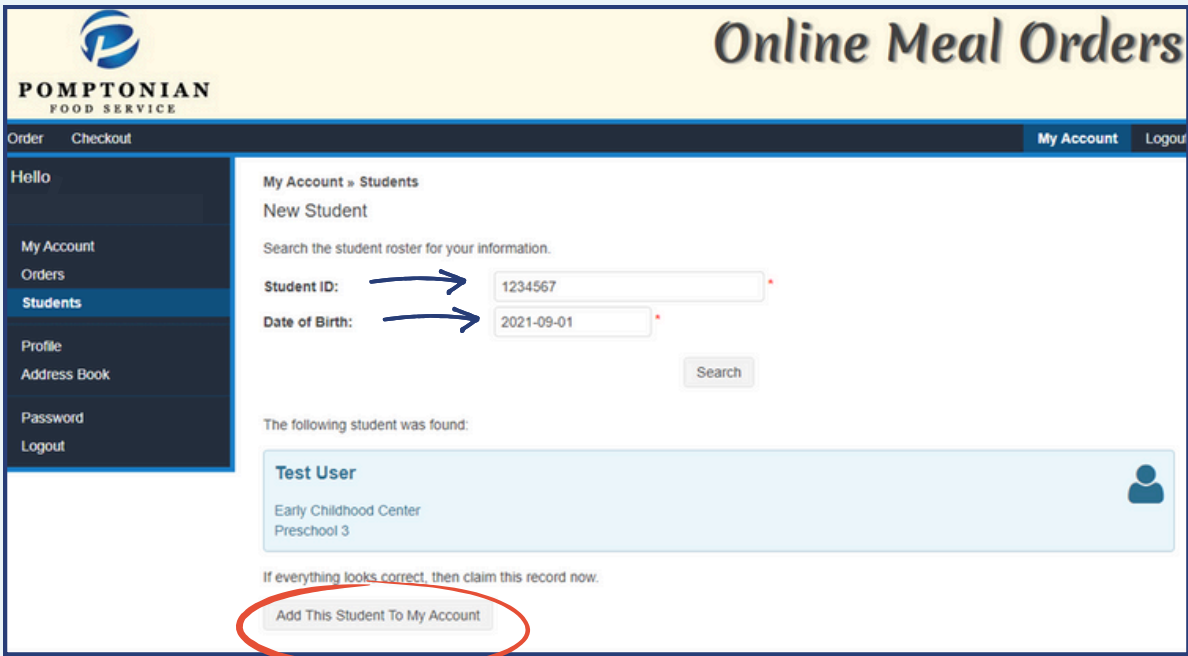 POMPTONIAN
FOOD SERVICE
Online Meal Orders
Order Checkout My Account Logout
Hello
My Account
Orders
Students
Profile
Address Book
Password
Logout
My Account » Students
New Student
Search the student roster for your information.
Student ID: 1234567 *
Date of Birth: 2021-09-01 *
Search
The following student was found:
Test User
Early Childhood Center
Preschool 3
If everything looks correct, then claim this record now.
Add This Student To My Account